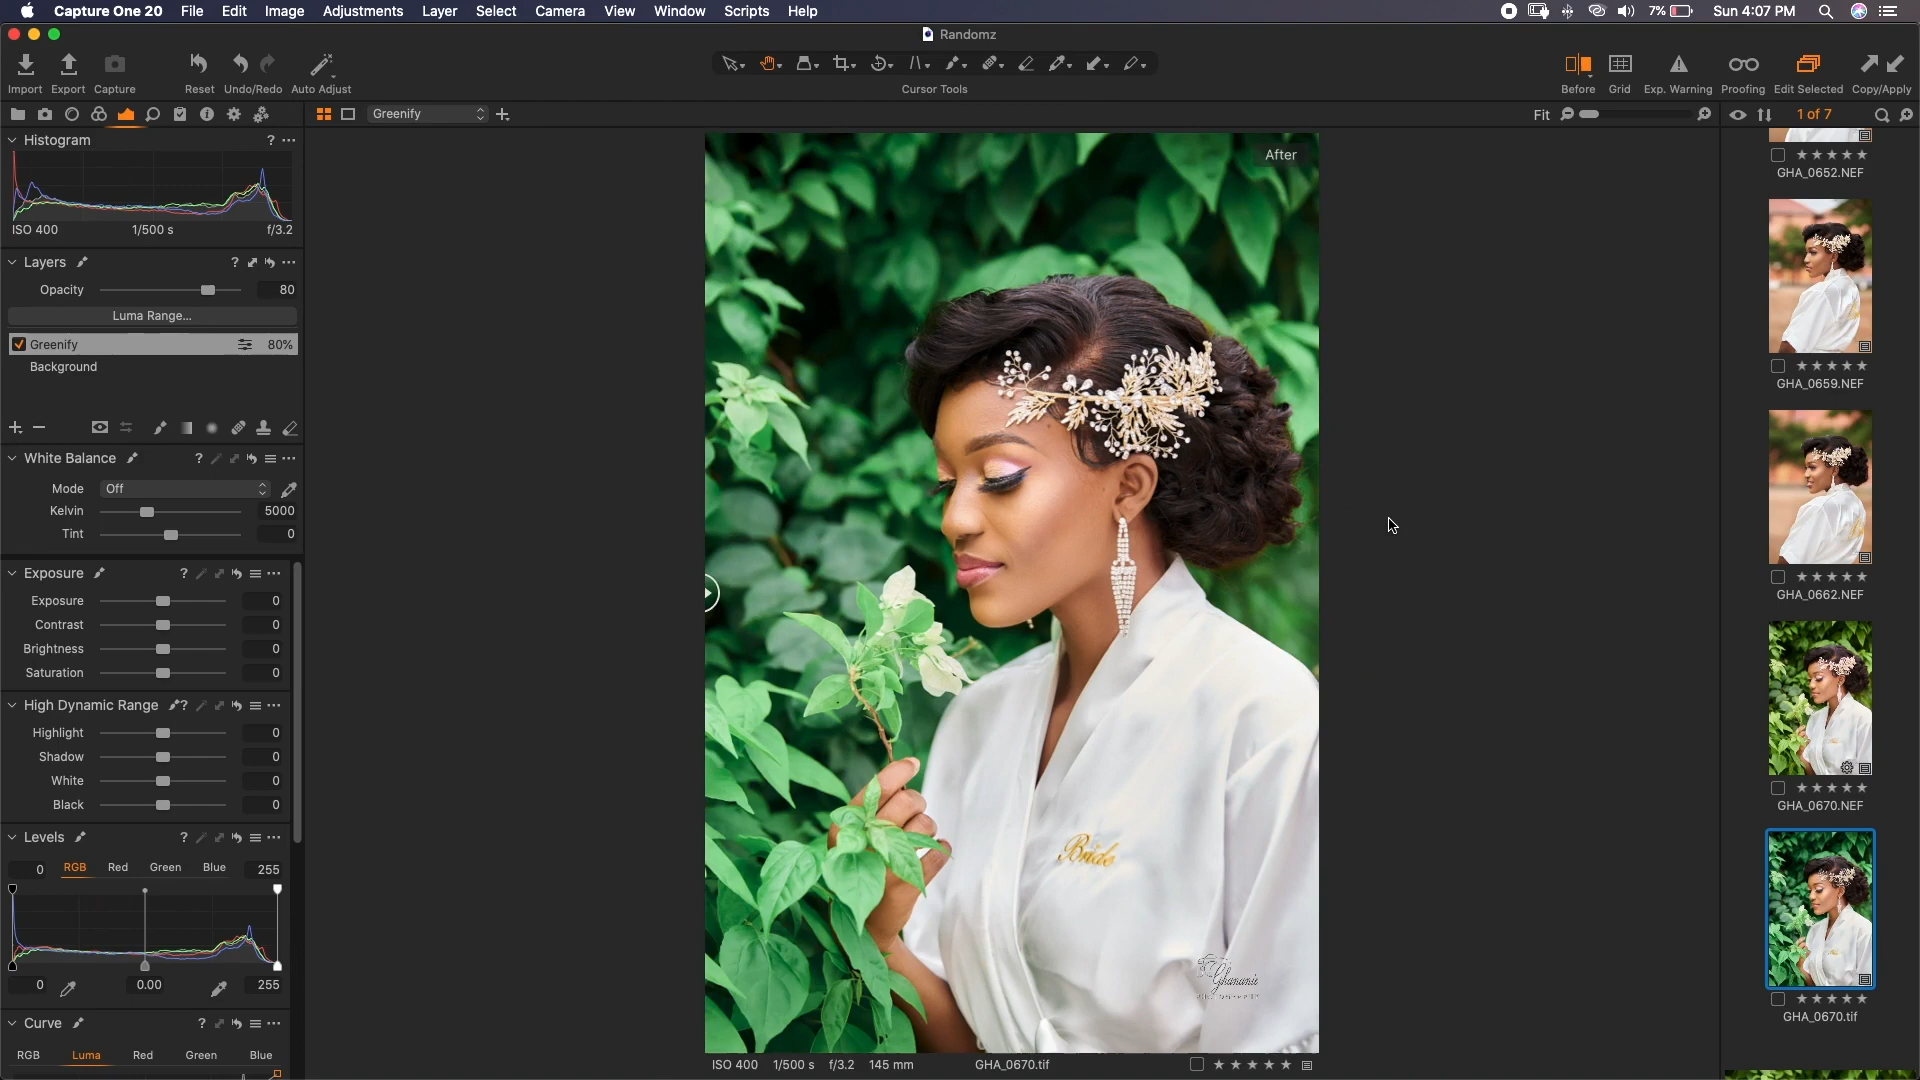 Capture One 20 File Edit Image Adjustments Layer Select Camera View Window Scripts Help 7% Sun 4:07 PM
Randomz
Import Export Capture Reset Undo/Redo Auto Adjust Cursor Tools Before Grid Exp. Warning Proofing Edit Selected Copy/Apply
Greenify Fit 1 of 7
Histogram ?
ISO 400 1/500 s f/3.2
Layers ?
Opacity 80
Luma Range...
Greenify 80%
Background
White Balance ?
Mode Off
Kelvin 5000
Tint 0
Exposure ?
Exposure 0
Contrast 0
Brightness 0
Saturation 0
High Dynamic Range ?
Highlight 0
Shadow 0
White 0
Black 0
Levels ?
0 RGB Red Green Blue 255
0 0.00 255
Curve ?
RGB Luma Red Green Blue
After
Bride
ISO 400 1/500 s f/3.2 145 mm GHA_0670.tif
GHA_0652.NEF
GHA_0659.NEF
GHA_0662.NEF
GHA_0670.NEF
GHA_0670.tif